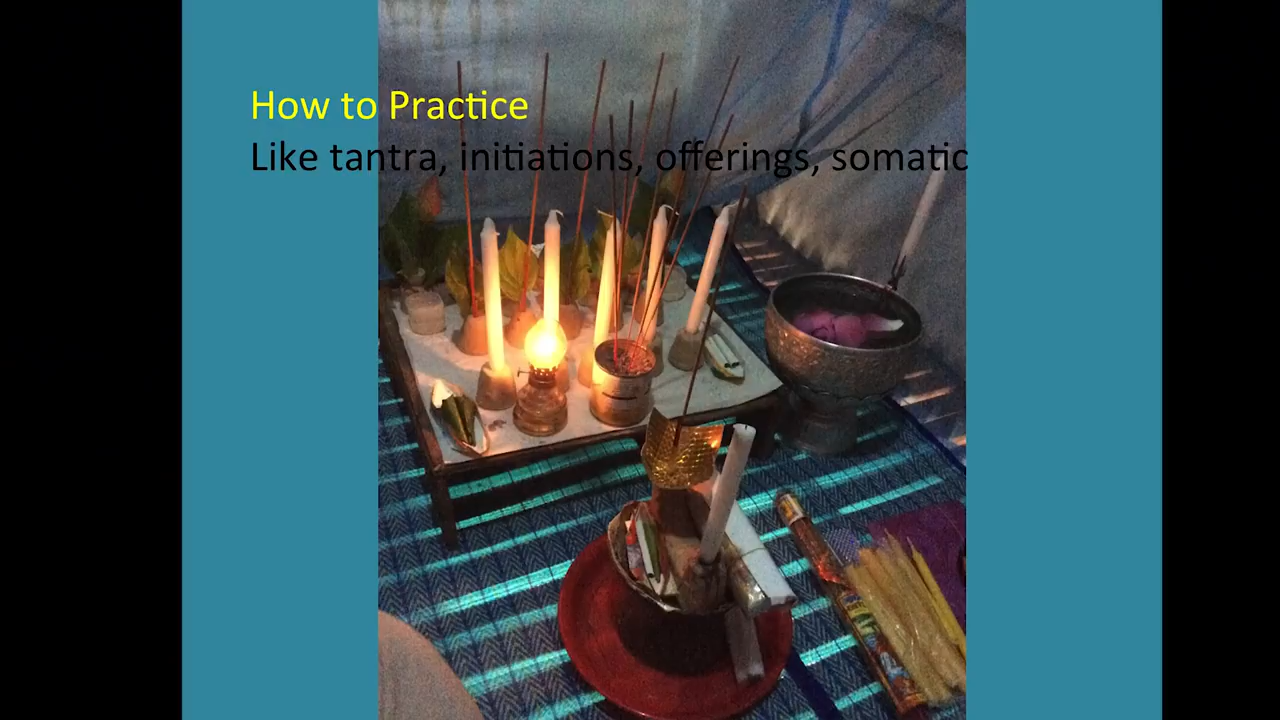 How to Practice
Like tantra, initiations, offerings, somatic